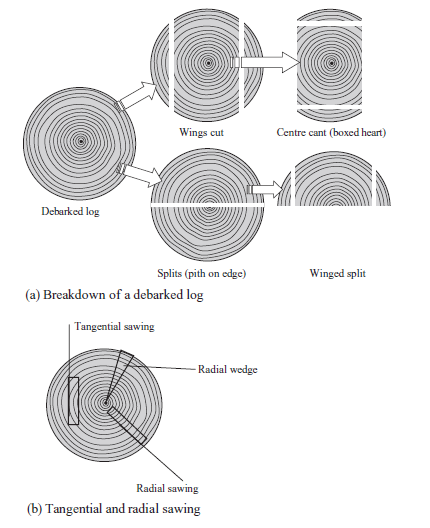 Wings cut
Centre cant (boxed heart)
Debarked log
Splits (pith on edge)
Winged split
(a) Breakdown of a debarked log
Tangential sawing
Radial wedge
Radial sawing
(b) Tangential and radial sawing